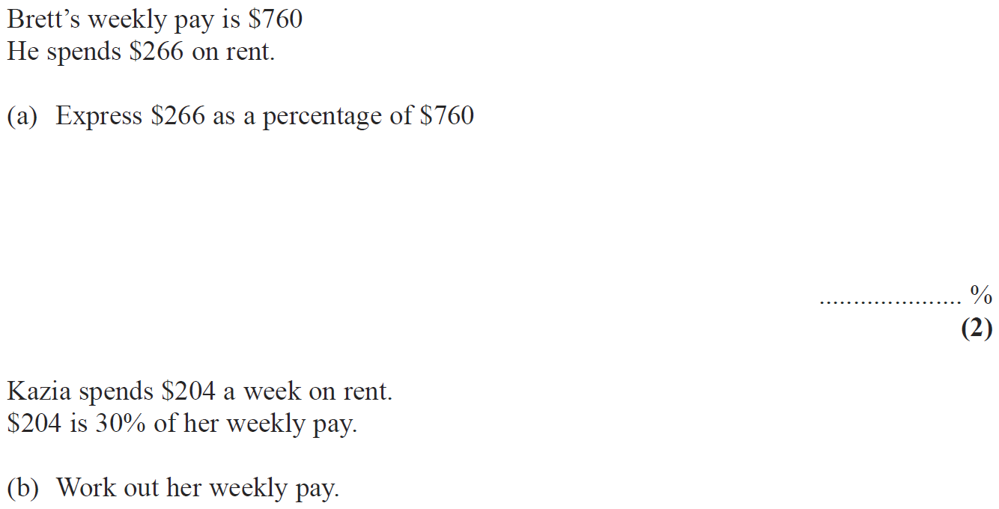 Brett’s weekly pay is $760
He spends $266 on rent.
(a) Express $266 as a percentage of $760
..................... %
(2)
Kazia spends $204 a week on rent.
$204 is 30% of her weekly pay.
(b) Work out her weekly pay.